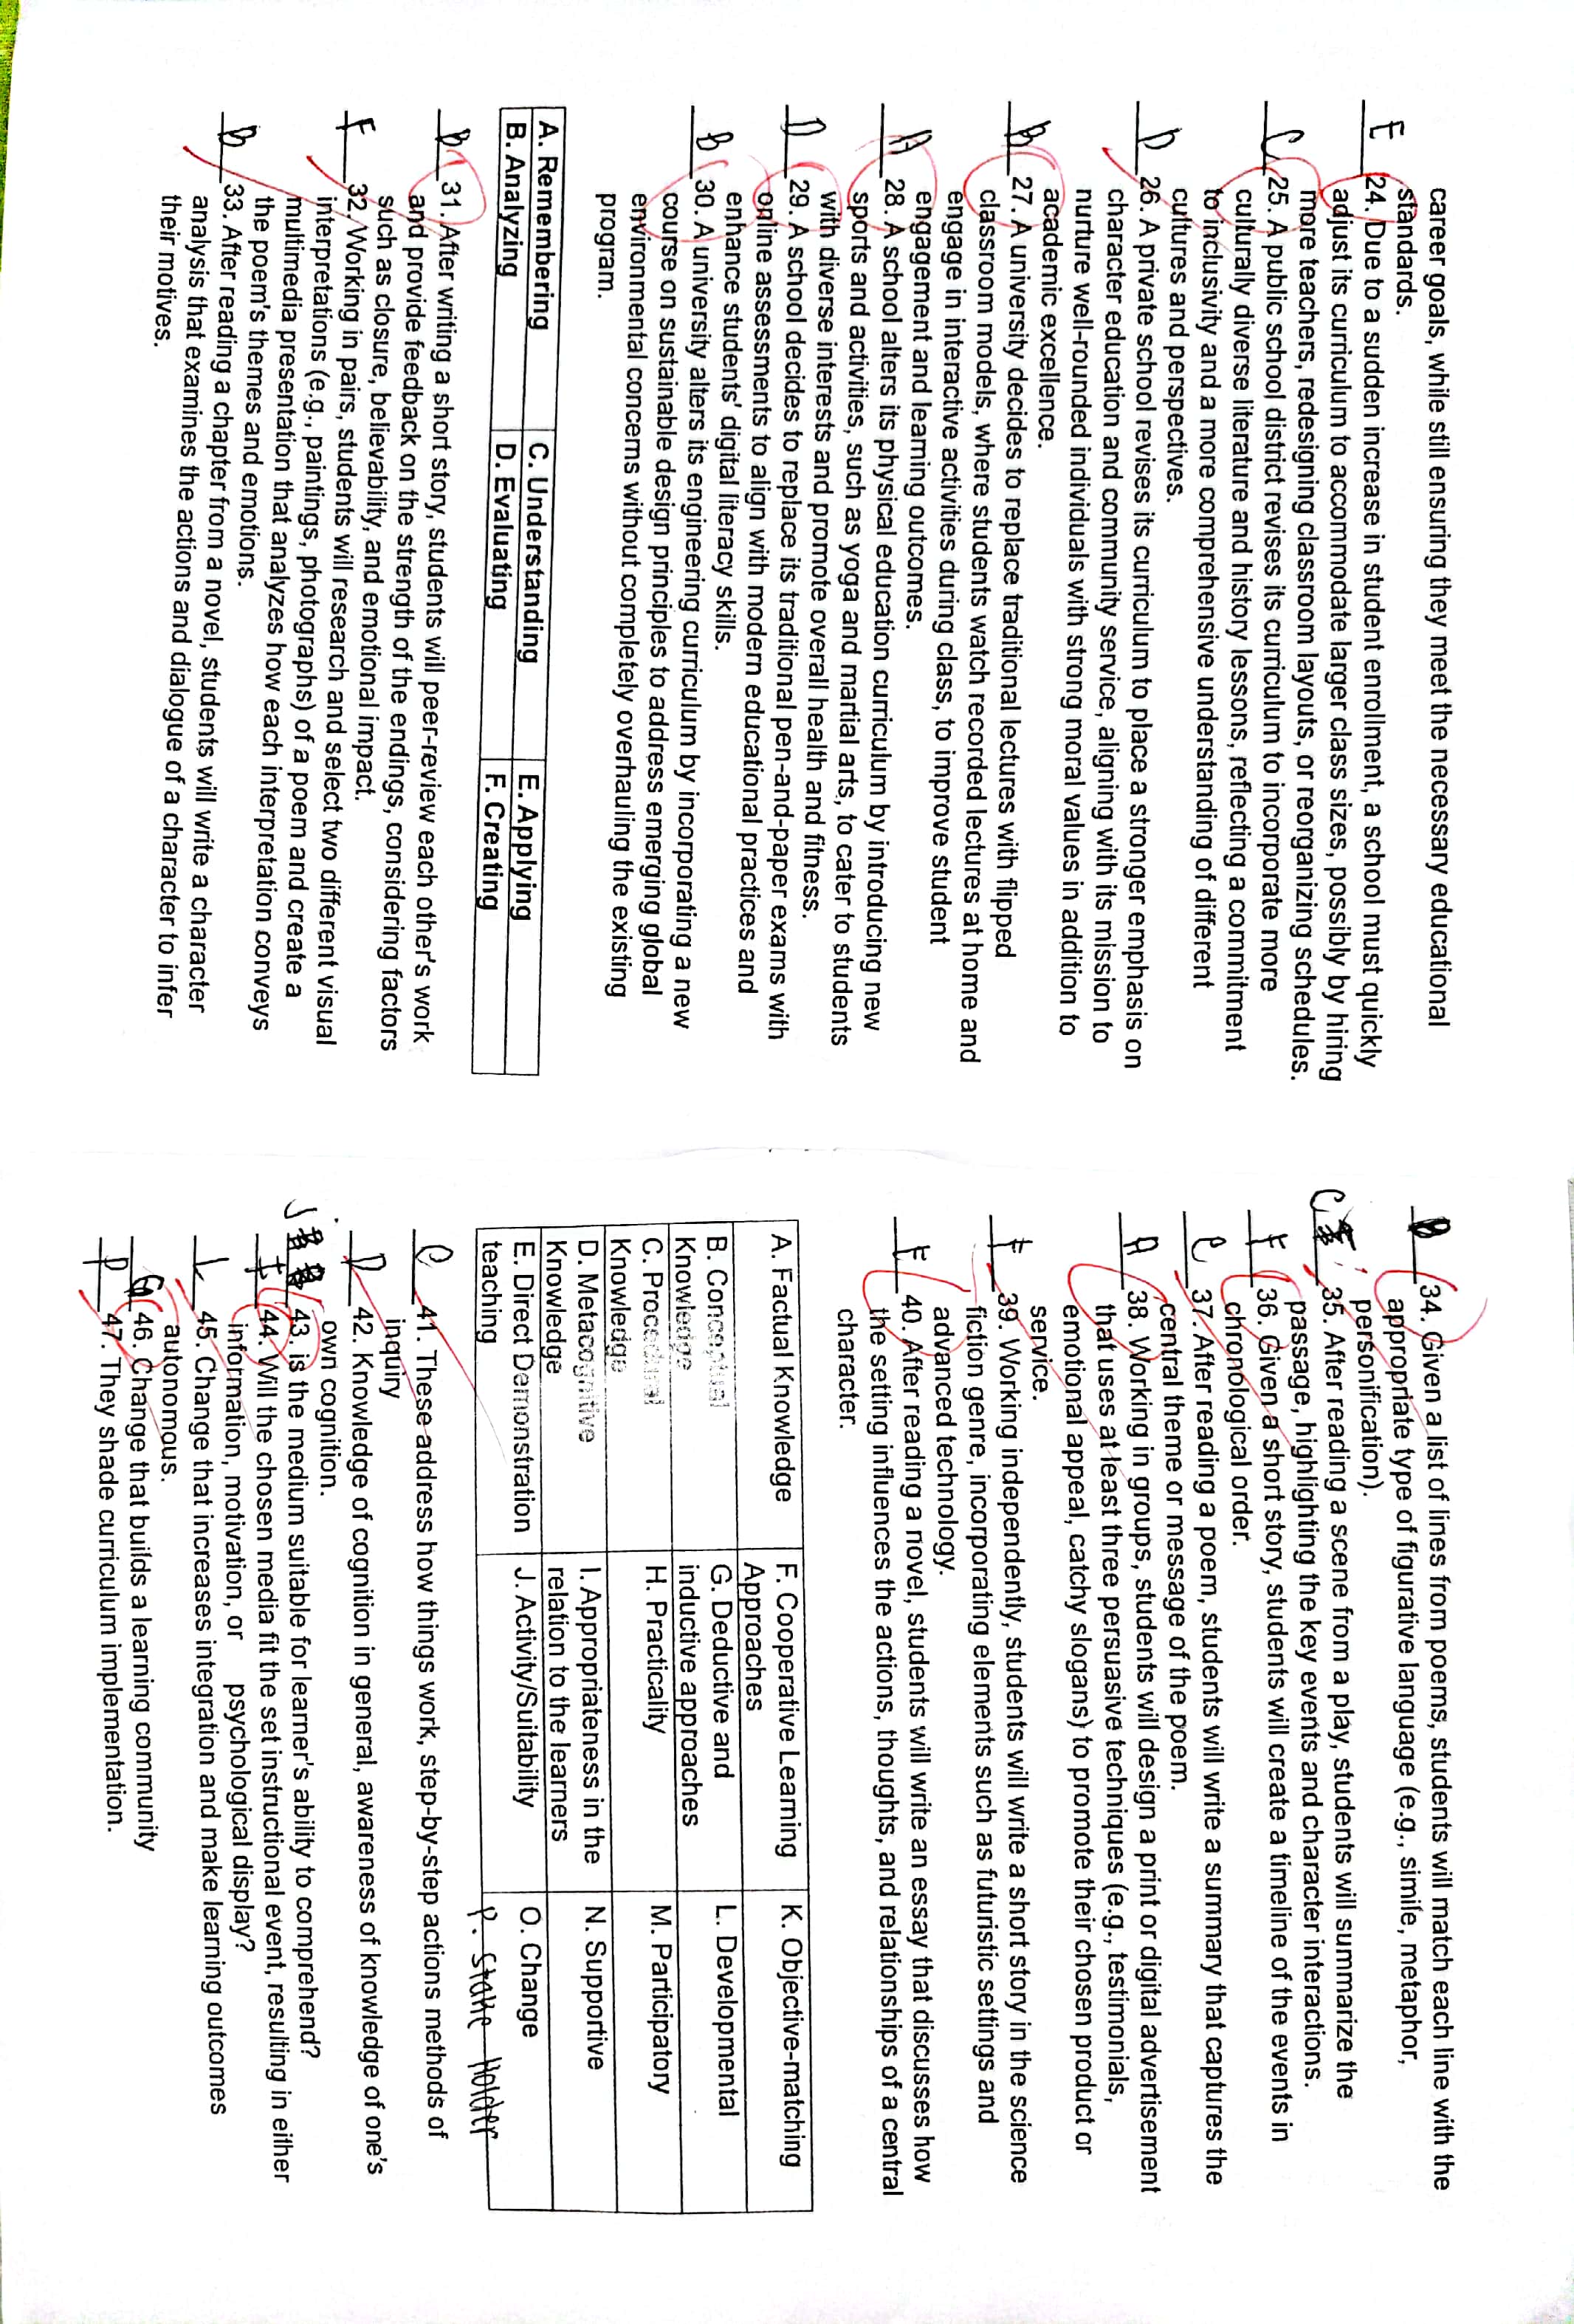 career goals, while still ensuring they meet the necessary educational
standards.
E 24. Due to a sudden increase in student enrollment, a school must quickly
adjust its curriculum to accommodate larger class sizes, possibly by hiring
more teachers, redesigning classroom layouts, or reorganizing schedules.
C 25. A public school district revises its curriculum to incorporate more
culturally diverse literature and history lessons, reflecting a commitment
to inclusivity and a more comprehensive understanding of different
cultures and perspectives.
D 26. A private school revises its curriculum to place a stronger emphasis on
character education and community service, aligning with its mission to
nurture well-rounded individuals with strong moral values in addition to
academic excellence.
B 27. A university decides to replace traditional lectures with flipped
classroom models, where students watch recorded lectures at home and
engage in interactive activities during class, to improve student
engagement and learning outcomes.
A 28. A school alters its physical education curriculum by introducing new
sports and activities, such as yoga and martial arts, to cater to students
with diverse interests and promote overall health and fitness.
D 29. A school decides to replace its traditional pen-and-paper exams with
online assessments to align with modern educational practices and
enhance students' digital literacy skills.
B 30. A university alters its engineering curriculum by incorporating a new
course on sustainable design principles to address emerging global
environmental concerns without completely overhauling the existing
program.
A. Remembering C. Understanding E. Applying
B. Analyzing D. Evaluating F. Creating
B 31. After writing a short story, students will peer-review each other's work
and provide feedback on the strength of the endings, considering factors
such as closure, believability, and emotional impact.
F 32. Working in pairs, students will research and select two different visual
interpretations (e.g., paintings, photographs) of a poem and create a
multimedia presentation that analyzes how each interpretation conveys
the poem's themes and emotions.
B 33. After reading a chapter from a novel, students will write a character
analysis that examines the actions and dialogue of a character to infer
their motives.
B 34. Given a list of lines from poems, students will match each line with the
appropriate type of figurative language (e.g., simile, metaphor,
personification).
C 35. After reading a scene from a play, students will summarize the
passage, highlighting the key events and character interactions.
F 36. Given a short story, students will create a timeline of the events in
chronological order.
C 37. After reading a poem, students will write a summary that captures the
central theme or message of the poem.
A 38. Working in groups, students will design a print or digital advertisement
that uses at least three persuasive techniques (e.g., testimonials,
emotional appeal, catchy slogans) to promote their chosen product or
service.
F 39. Working independently, students will write a short story in the science
fiction genre, incorporating elements such as futuristic settings and
advanced technology.
E 40. After reading a novel, students will write an essay that discusses how
the setting influences the actions, thoughts, and relationships of a central
character.
A. Factual Knowledge F. Cooperative Learning Approaches K. Objective-matching
B. Conceptual Knowledge G. Deductive and inductive approaches L. Developmental
C. Procedural Knowledge H. Practicality M. Participatory
D. Metacognitive Knowledge I. Appropriateness in the relation to the learners N. Supportive
E. Direct Demonstration teaching J. Activity/Suitability O. Change
P. Stake Holder
C 41. These address how things work, step-by-step actions methods of
inquiry
D 42. Knowledge of cognition in general, awareness of knowledge of one's
own cognition.
J 43 is the medium suitable for learner's ability to comprehend?
I 44. Will the chosen media fit the set instructional event, resulting in either
information, motivation, or psychological display?
L 45. Change that increases integration and make learning outcomes
autonomous.
G 46. Change that builds a learning community
P 47. They shade curriculum implementation.